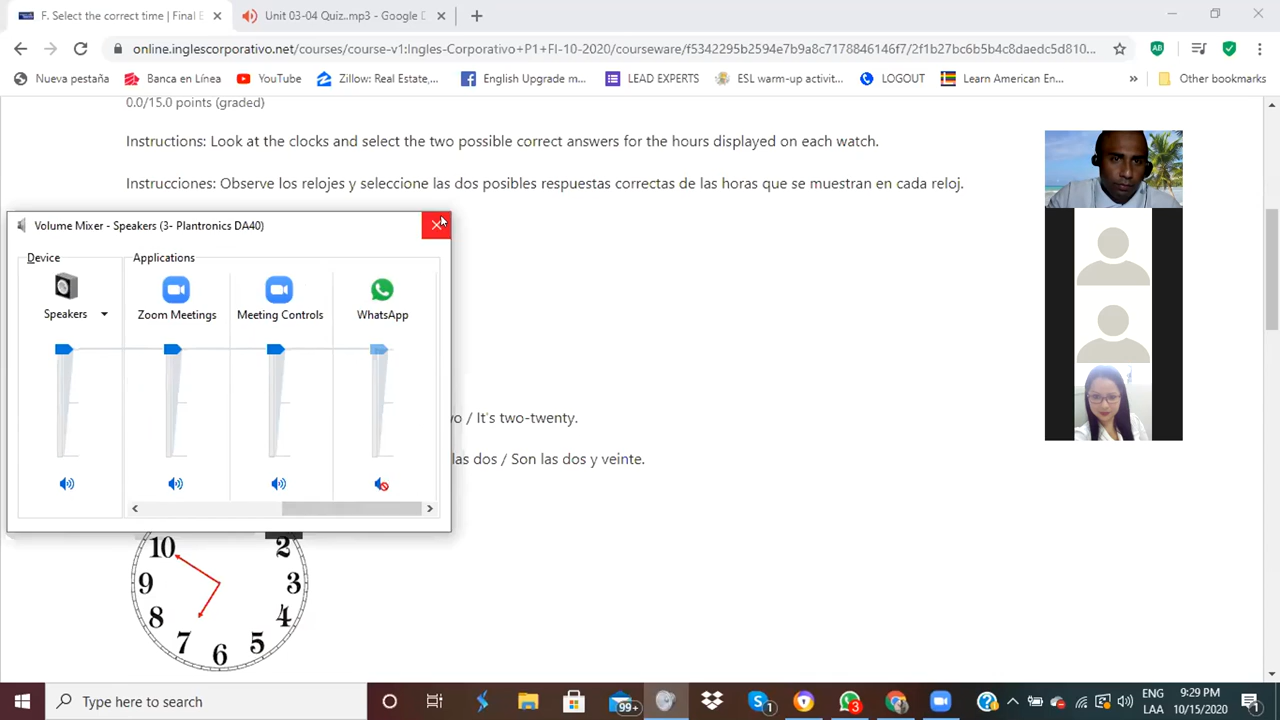 F, Select the correct time | Final E
Unit 03-04 Quiz..mp3 - Google D
online.inglescorporativo.net/courses/course-v1:Ingles-Corporativo+P1+FI-10-2020/courseware/f5342295b2594e7b9a8c7178846146f7/2f1b27bc6b5b4c8daedc5d810...
Nueva pestaña
Banca en Línea
YouTube
Zillow: Real Estate,...
English Upgrade m...
LEAD EXPERTS
ESL warm-up activit...
LOGOUT
Learn American En...
»
Other bookmarks
0.0/15.0 points (graded)
Instructions: Look at the clocks and select the two possible correct answers for the hours displayed on each watch.
Instrucciones: Observe los relojes y seleccione las dos posibles respuestas correctas de las horas que se muestran en cada reloj.
Volume Mixer - Speakers (3- Plantronics DA40)
Device
Applications
Speakers
Zoom Meetings
Meeting Controls
WhatsApp
/ It's two-twenty.
las dos / Son las dos y veinte.
10
2
9
3
8
4
7
5
6
Type here to search
99+
1
3
ENG
LAA
9:29 PM
10/15/2020
1